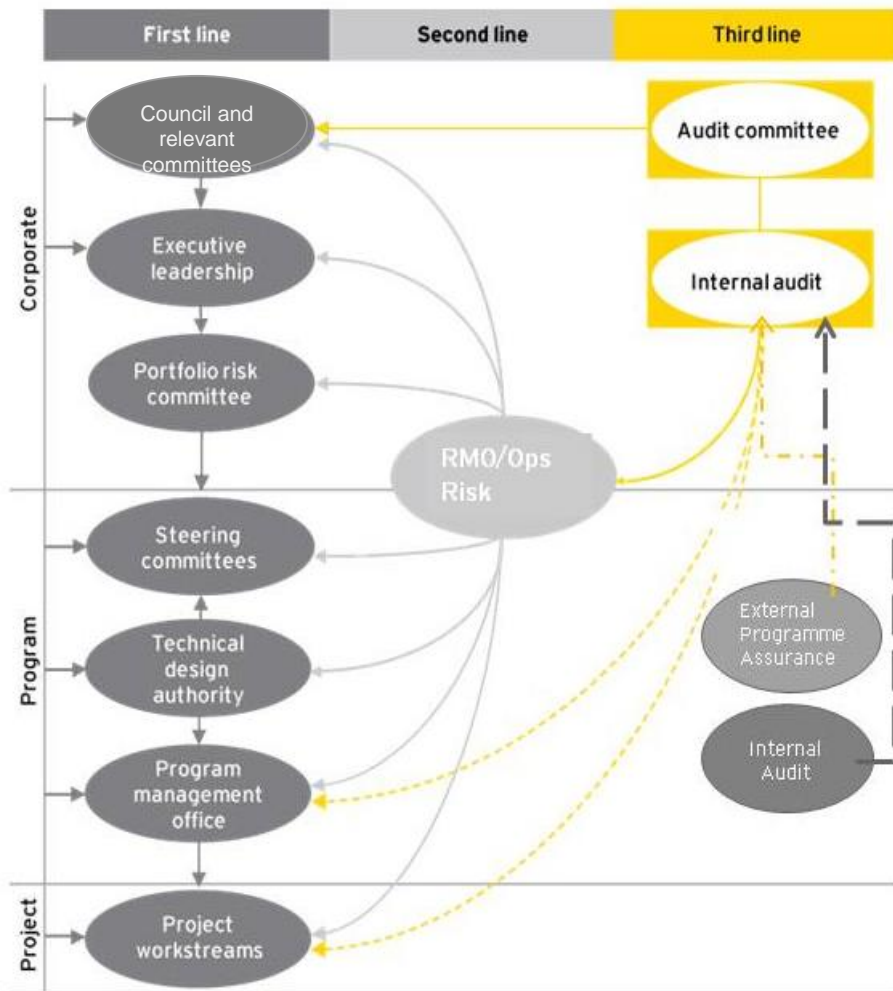 First line
Second line
Third line
Corporate
Council and
relevant
committees
Audit committee
Executive
leadership
Internal audit
Portfolio risk
committee
RMO/Ops
Risk
Program
Steering
committees
Technical
design
authority
External
Programme
Assurance
Program
management
office
Internal
Audit
Project
Project
workstreams